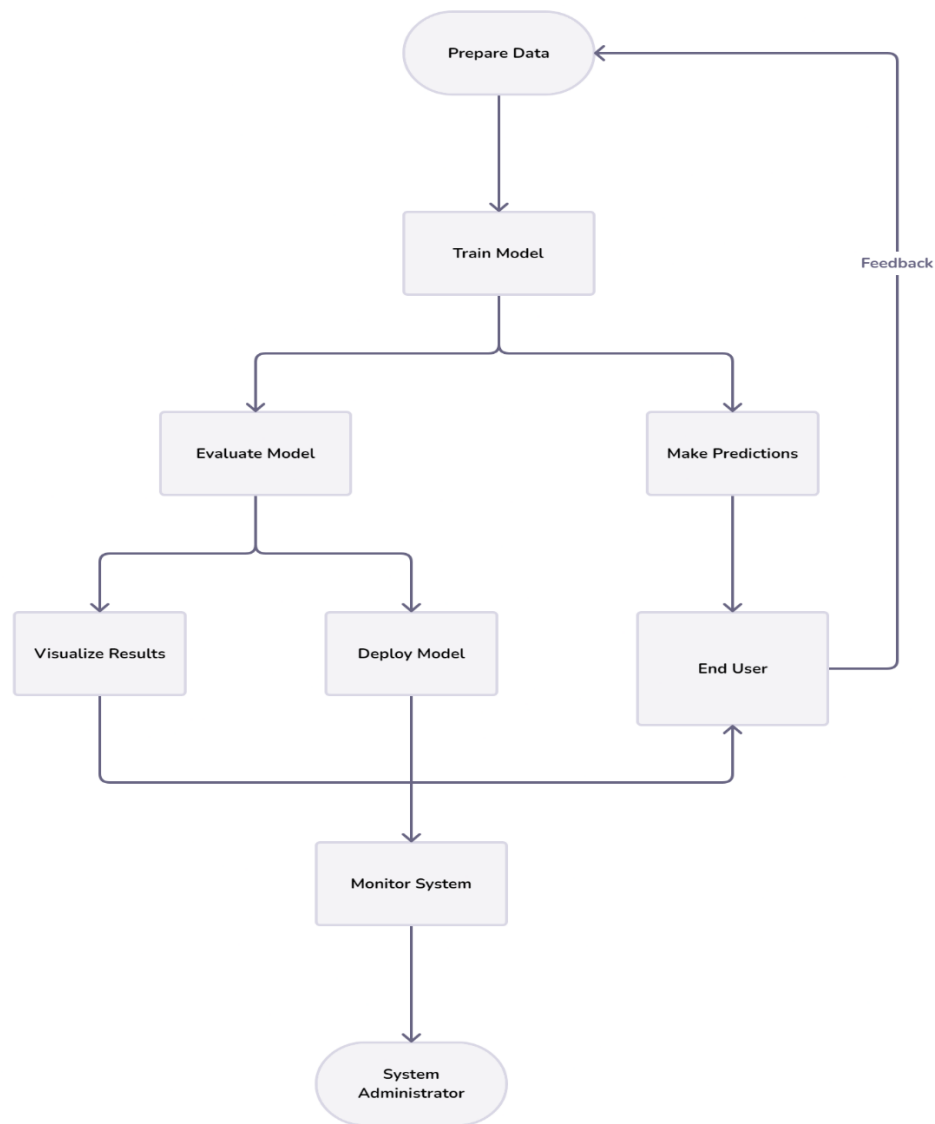 Prepare Data
Train Model
Feedback
Evaluate Model
Make Predictions
Visualize Results
Deploy Model
End User
Monitor System
System
Administrator